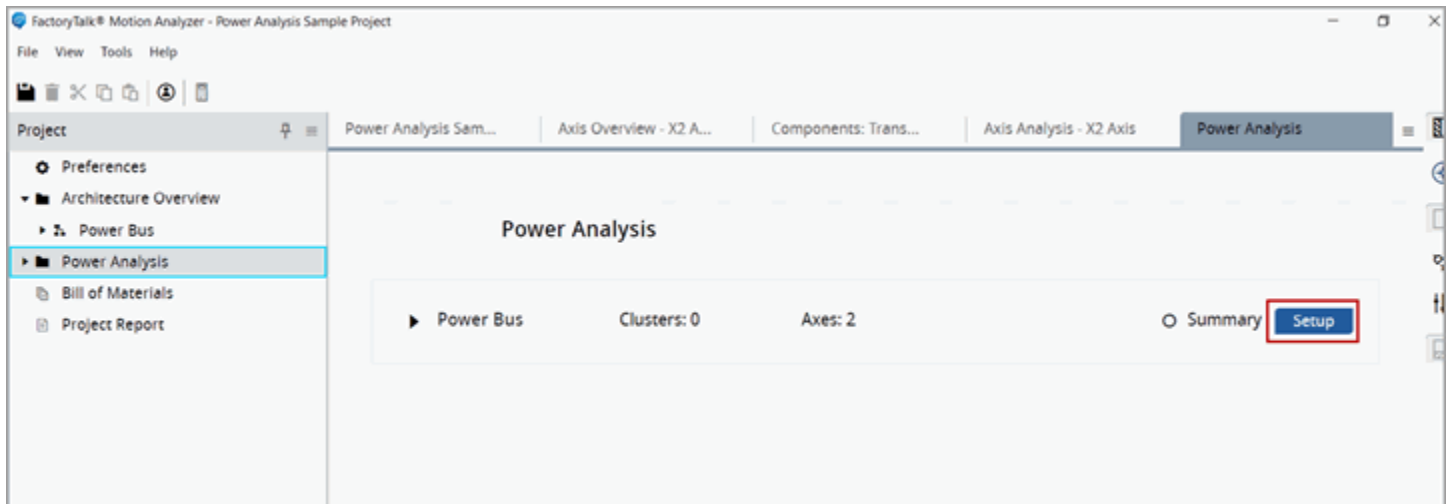 FactoryTalk® Motion Analyzer - Power Analysis Sample Project
File View Tools Help
Project
Power Analysis Sam...
Axis Overview - X2 A...
Components: Trans...
Axis Analysis - X2 Axis
Power Analysis
Preferences
Architecture Overview
Power Bus
Power Analysis
Bill of Materials
Project Report
Power Analysis
Power Bus Clusters: 0 Axes: 2 Summary Setup